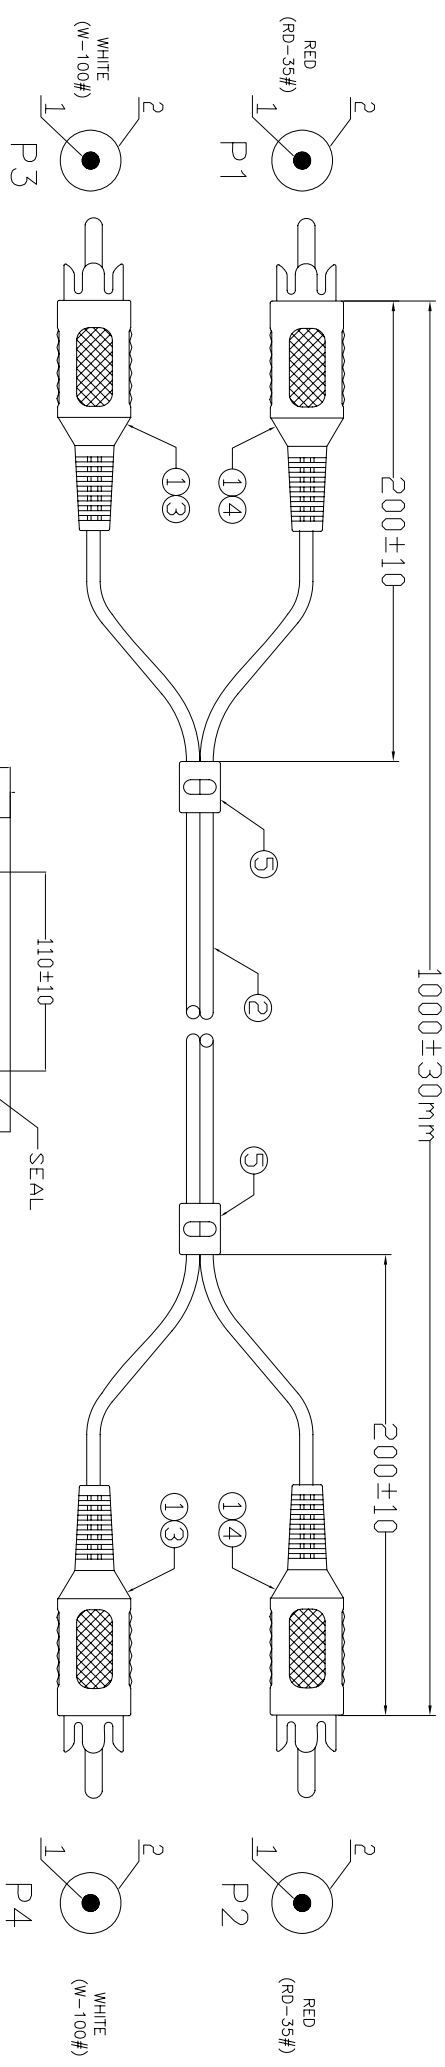 1000±30mm
200±10
200±10
RED
(RD-35#)
2
1
P1
①④
⑤
②
⑤
①④
2
1
P2
RED
(RD-35#)
WHITE
(W-100#)
2
1
P3
①③
①③
2
1
P4
WHITE
(W-100#)
110±10
SEAL